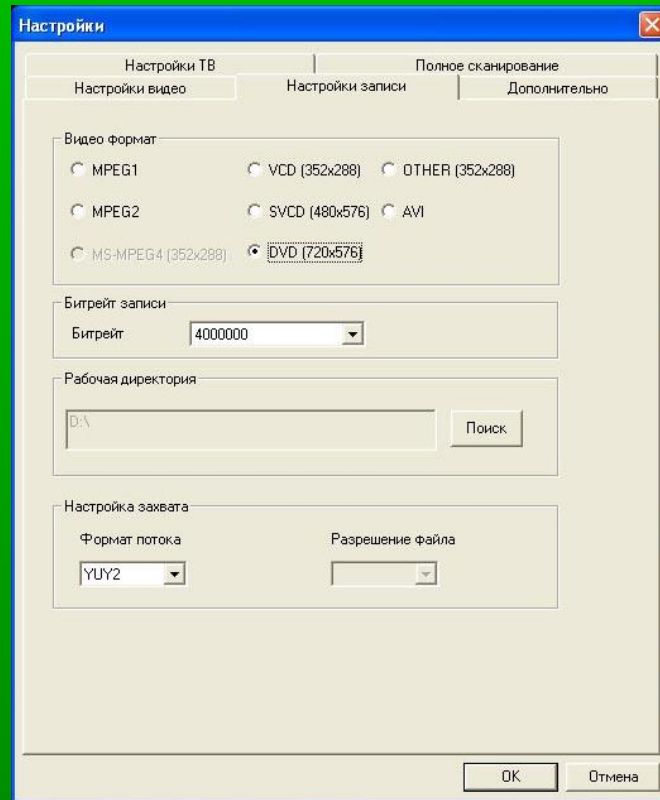 Настройки
Настройки ТВ Полное сканирование
Настройки видео Настройки записи Дополнительно
Видео формат
MPEG1 VCD (352x288) OTHER (352x288)
MPEG2 SVCD (480x576) AVI
MS-MPEG4 (352x288) DVD (720x576)
Битрейт записи
Битрейт 4000000
Рабочая директория
D:\
Поиск
Настройка захвата
Формат потока Разрешение файла
YUY2
OK Отмена